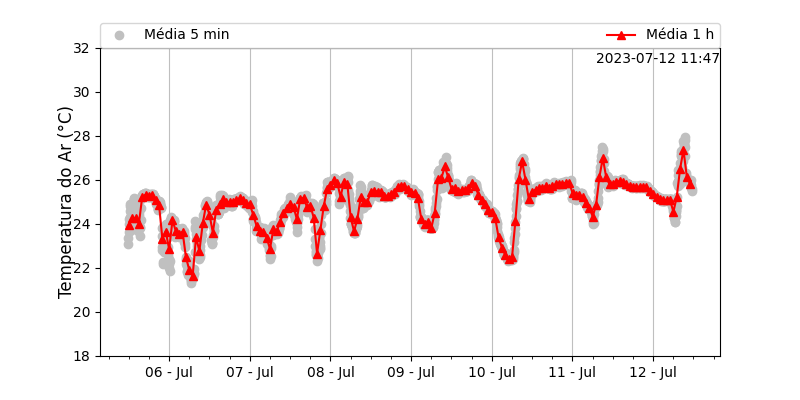 Média 5 min
Média 1 h
2023-07-12 11:47
Temperatura do Ar (°C)
32
30
28
26
24
22
20
18
06 - Jul
07 - Jul
08 - Jul
09 - Jul
10 - Jul
11 - Jul
12 - Jul